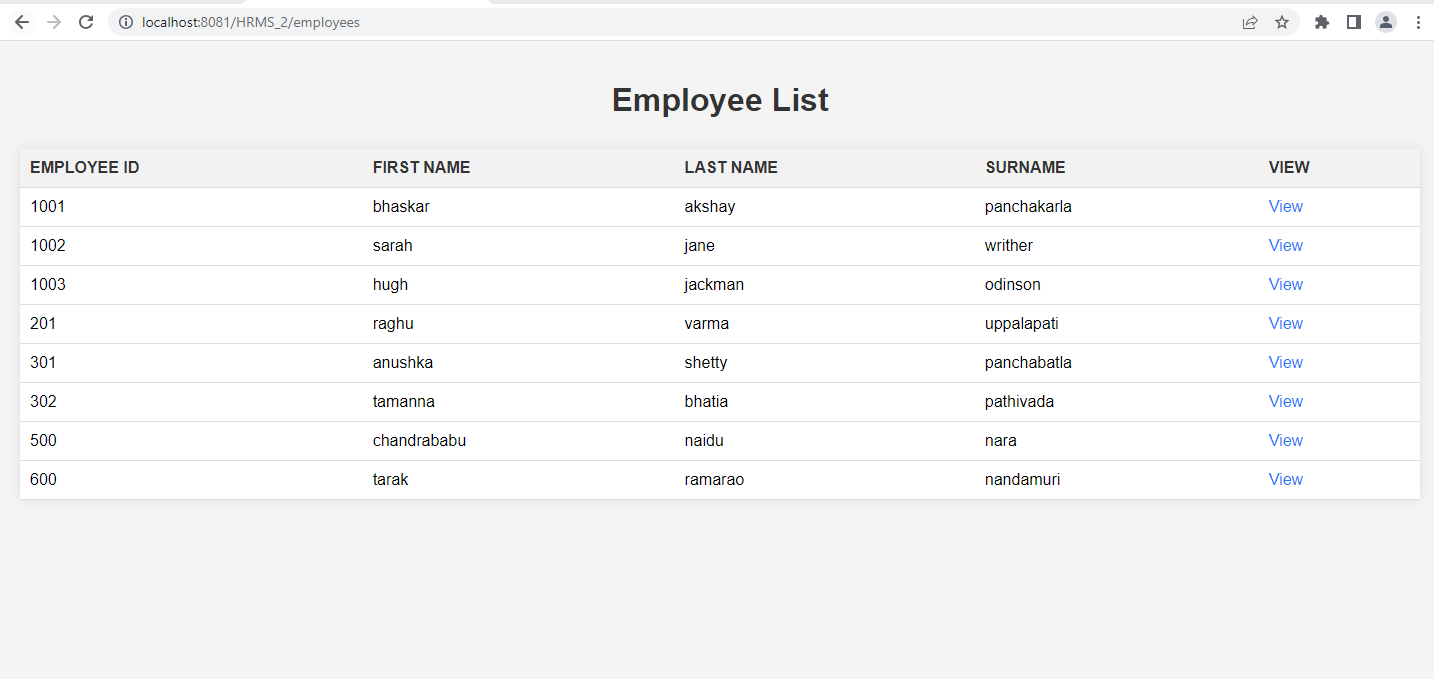 localhost:8081/HRMS_2/employees
Employee List
EMPLOYEE ID FIRST NAME LAST NAME SURNAME VIEW
1001 bhaskar akshay panchakarla View
1002 sarah jane writher View
1003 hugh jackman odinson View
201 raghu varma uppalapati View
301 anushka shetty panchabatla View
302 tamanna bhatia pathivada View
500 chandrababu naidu nara View
600 tarak ramarao nandamuri View